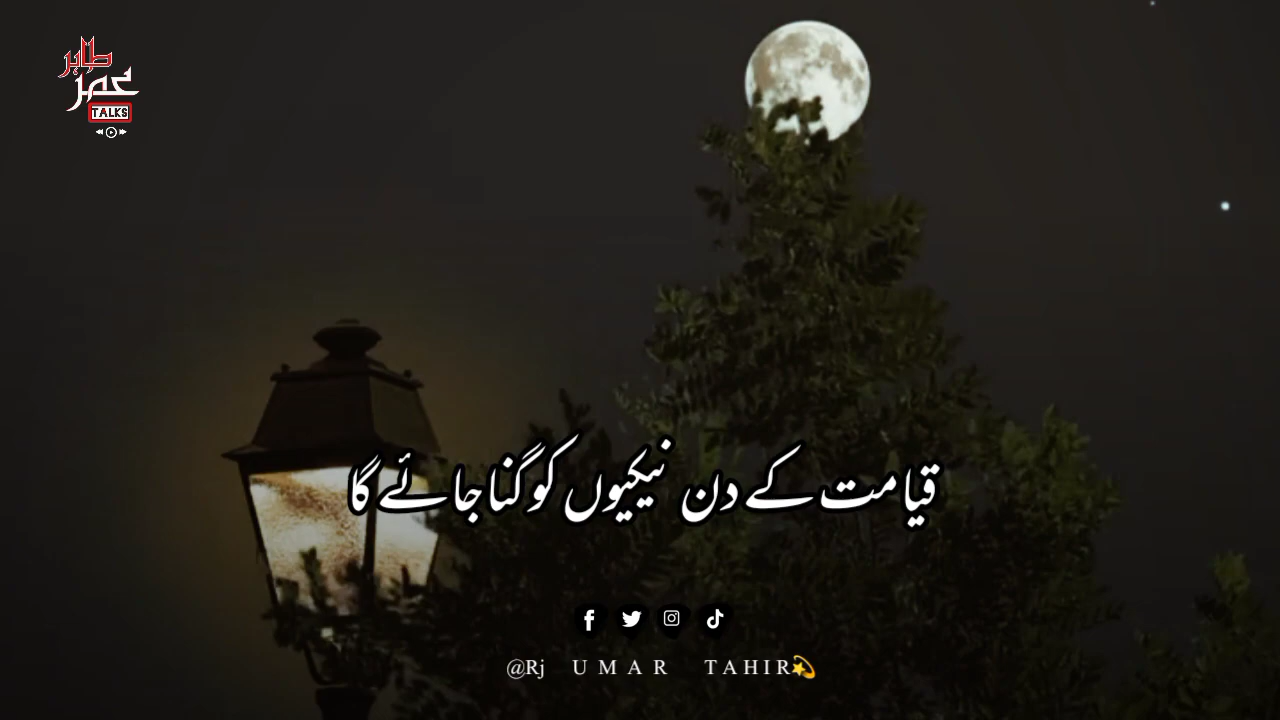 طاہر
عمر
TALKS
قیامت کے دن نیکیوں کو گنا جائے گا
@Rj UMAR TAHIR💫